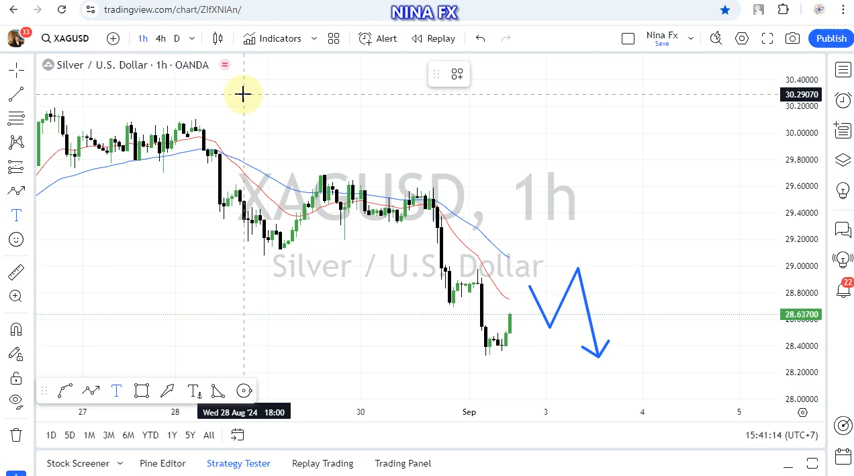 NINA FX
tradingview.com/chart/ZIfXNIAn/
33
XAGUSD
1h 4h D
Indicators
Alert
Replay
Nina Fx
Save
Publish
Silver / U.S. Dollar · 1h · OANDA
30.40000
30.29070
30.20000
30.00000
29.80000
29.60000
29.40000
29.20000
29.00000
28.80000
28.63700
28.40000
28.20000
28.00000
XAGUSD, 1h
Silver / U.S. Dollar
22
T
T
27 28 Wed 28 Aug '24 18:00 30 Sep 3 4 5
1D 5D 1M 3M 6M YTD 1Y 5Y All
15:41:14 (UTC+7)
Stock Screener Pine Editor Strategy Tester Replay Trading Trading Panel